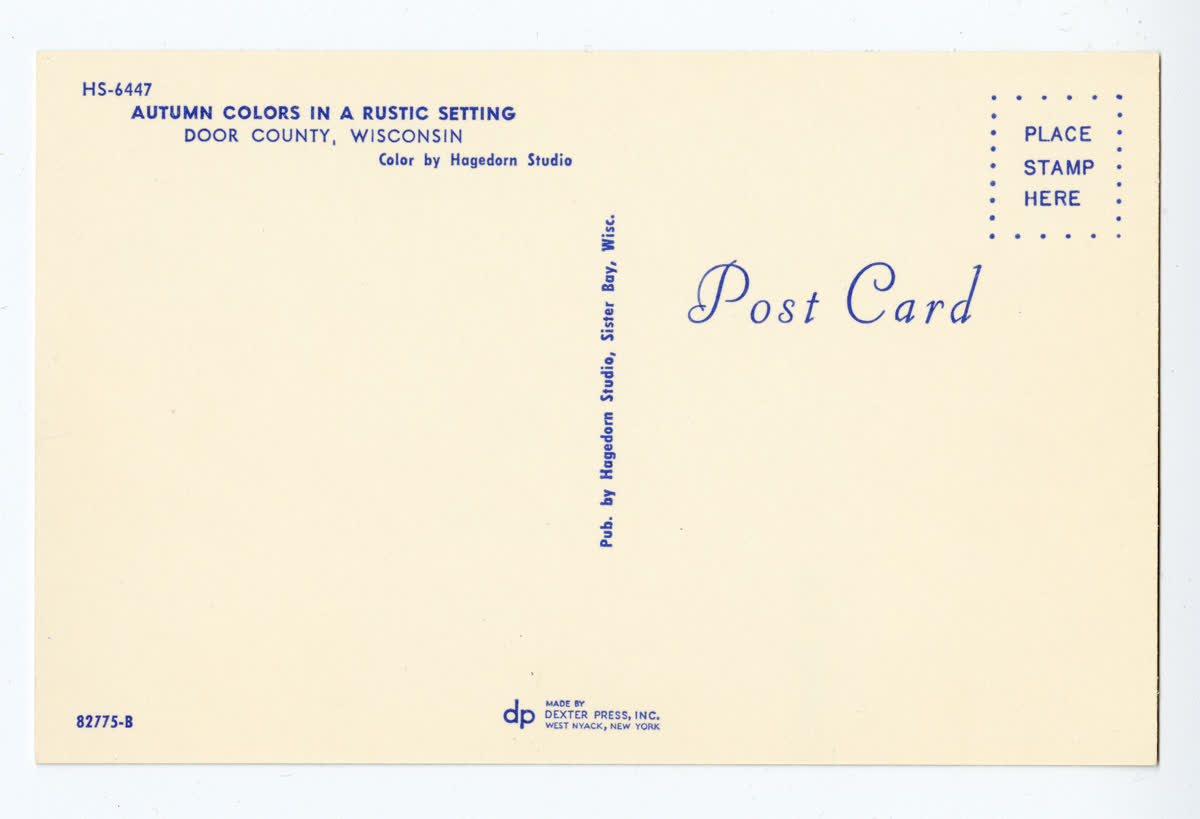 HS-6447
AUTUMN COLORS IN A RUSTIC SETTING
DOOR COUNTY, WISCONSIN
Color by Hagedorn Studio
PLACE
STAMP
HERE
Post Card
Pub. by Hagedorn Studio, Sister Bay, Wisc.
82775-B
dp
MADE BY
DEXTER PRESS, INC.
WEST NYACK, NEW YORK